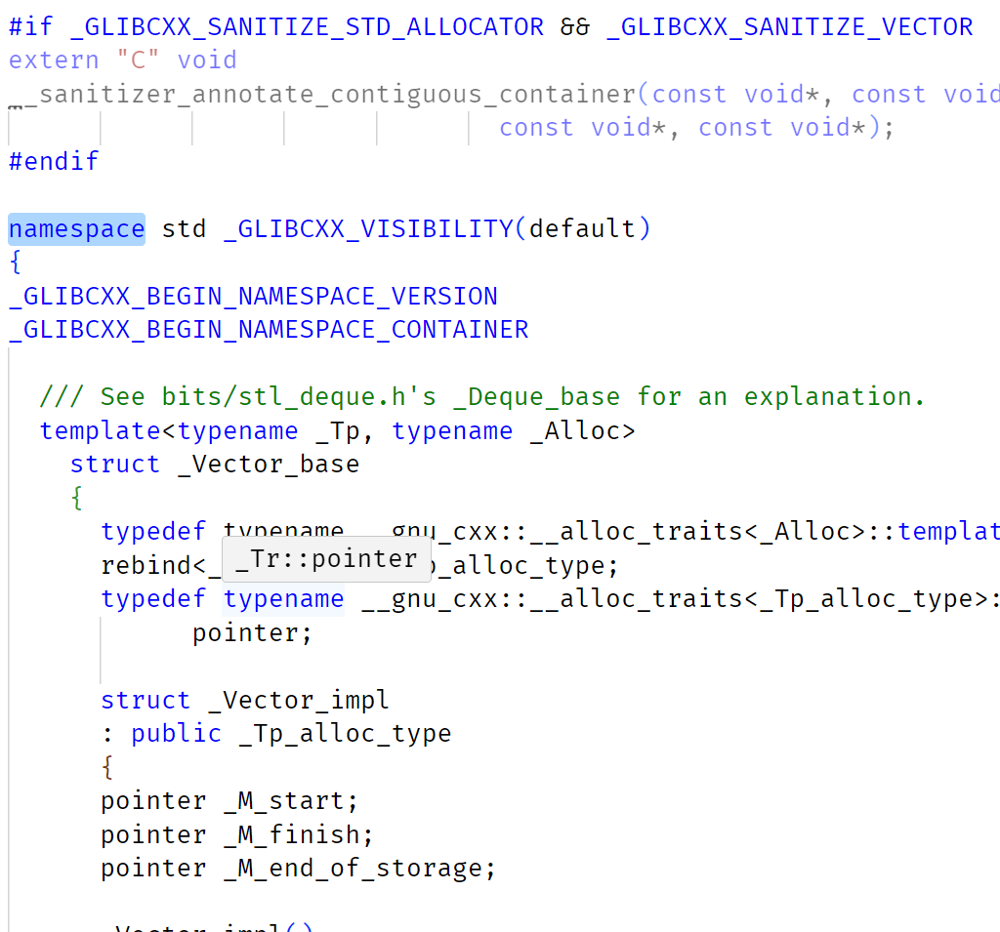 #if _GLIBCXX_SANITIZE_STD_ALLOCATOR && _GLIBCXX_SANITIZE_VECTOR
extern "C" void
__sanitizer_annotate_contiguous_container(const void*, const void
const void*, const void*);
#endif
namespace std _GLIBCXX_VISIBILITY(default)
{
_GLIBCXX_BEGIN_NAMESPACE_VERSION
_GLIBCXX_BEGIN_NAMESPACE_CONTAINER
/// See bits/stl_deque.h's _Deque_base for an explanation.
template<typename _Tp, typename _Alloc>
struct _Vector_base
{
typedef typename __gnu_cxx::__alloc_traits<_Alloc>::templat
_Tr::pointer
rebind<_ p_alloc_type;
typedef typename __gnu_cxx::__alloc_traits<_Tp_alloc_type>:
pointer;
struct _Vector_impl
: public _Tp_alloc_type
{
pointer _M_start;
pointer _M_finish;
pointer _M_end_of_storage;
_Vector_impl()